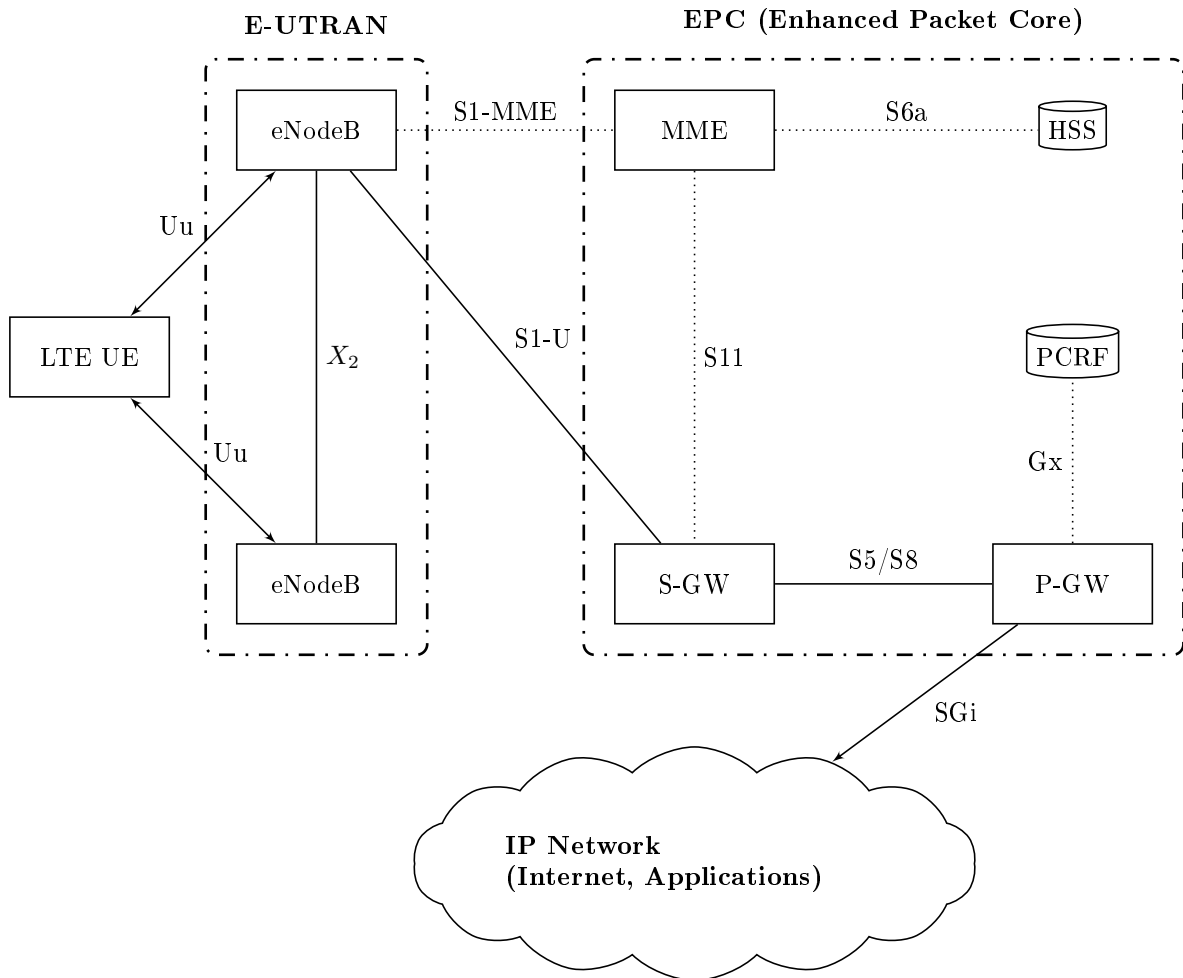 E-UTRAN
EPC (Enhanced Packet Core)
eNodeB
S1-MME
MME
S6a
HSS
Uu
LTE UE
X₂
S1-U
S11
PCRF
Uu
Gx
eNodeB
S-GW
S5/S8
P-GW
SGi
IP Network
(Internet, Applications)